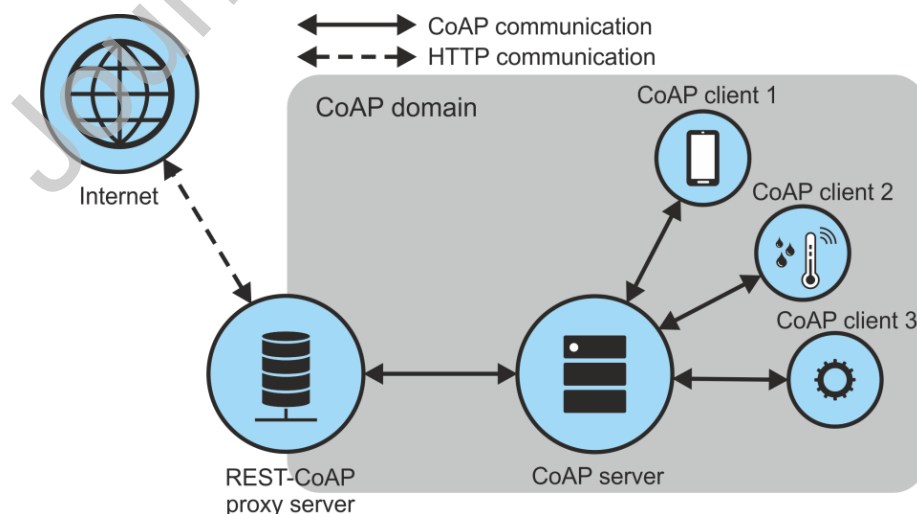 CoAP communication
HTTP communication
CoAP domain
CoAP client 1
Internet
CoAP client 2
CoAP client 3
REST-CoAP
proxy server
CoAP server
Journ